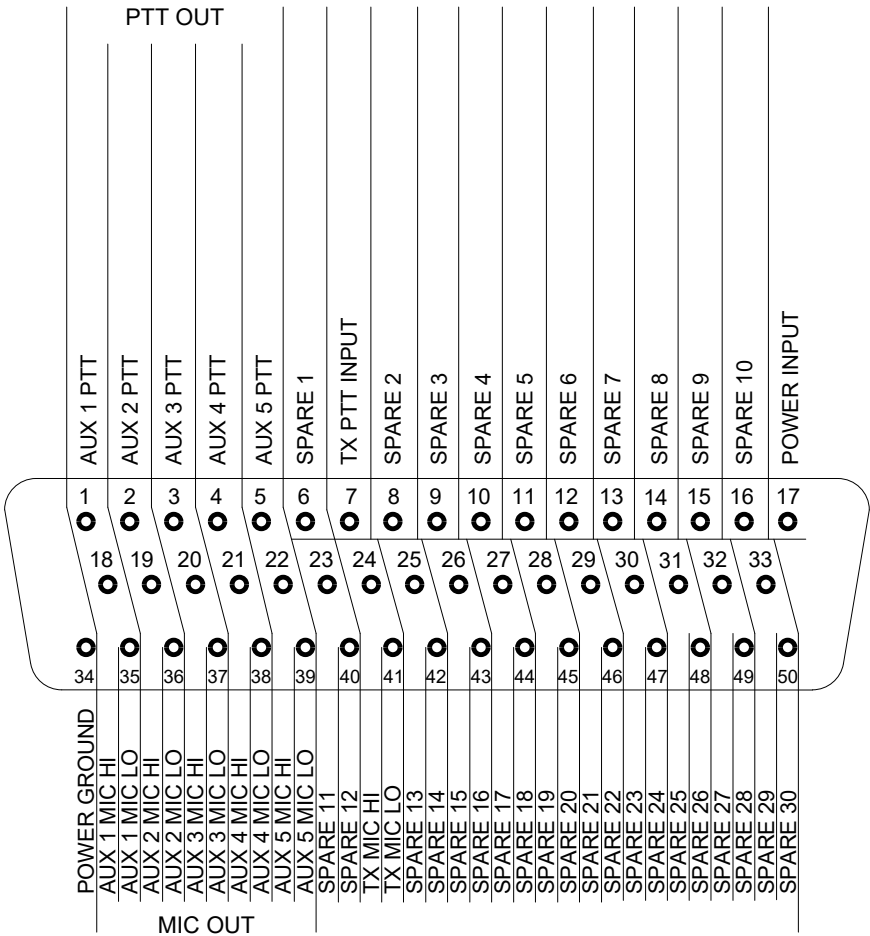 PTT OUT
AUX 1 PTT
AUX 2 PTT
AUX 3 PTT
AUX 4 PTT
AUX 5 PTT
SPARE 1
TX PTT INPUT
SPARE 2
SPARE 3
SPARE 4
SPARE 5
SPARE 6
SPARE 7
SPARE 8
SPARE 9
SPARE 10
POWER INPUT
1 2 3 4 5 6 7 8 9 10 11 12 13 14 15 16 17
18 19 20 21 22 23 24 25 26 27 28 29 30 31 32 33
34 35 36 37 38 39 40 41 42 43 44 45 46 47 48 49 50
POWER GROUND
AUX 1 MIC HI
AUX 1 MIC LO
AUX 2 MIC HI
AUX 2 MIC LO
AUX 3 MIC HI
AUX 3 MIC LO
AUX 4 MIC HI
AUX 4 MIC LO
AUX 5 MIC HI
AUX 5 MIC LO
SPARE 11
SPARE 12
TX MIC HI
TX MIC LO
SPARE 13
SPARE 14
SPARE 15
SPARE 16
SPARE 17
SPARE 18
SPARE 19
SPARE 20
SPARE 21
SPARE 22
SPARE 23
SPARE 24
SPARE 25
SPARE 26
SPARE 27
SPARE 28
SPARE 29
SPARE 30
MIC OUT